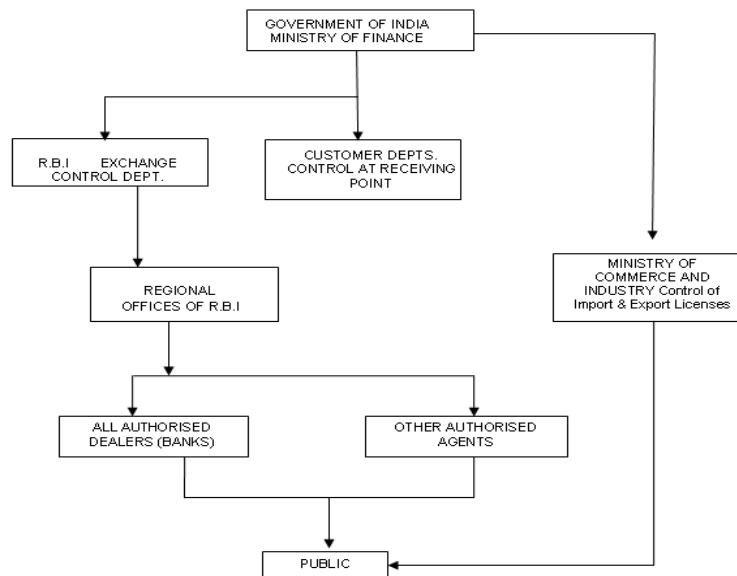 GOVERNMENT OF INDIA
MINISTRY OF FINANCE
R.B.I EXCHANGE
CONTROL DEPT.
CUSTOMER DEPTS.
CONTROL AT RECEIVING
POINT
MINISTRY OF
COMMERCE AND
INDUSTRY Control of
Import & Export Licenses
REGIONAL
OFFICES OF R.B.I
ALL AUTHORISED
DEALERS (BANKS)
OTHER AUTHORISED
AGENTS
PUBLIC